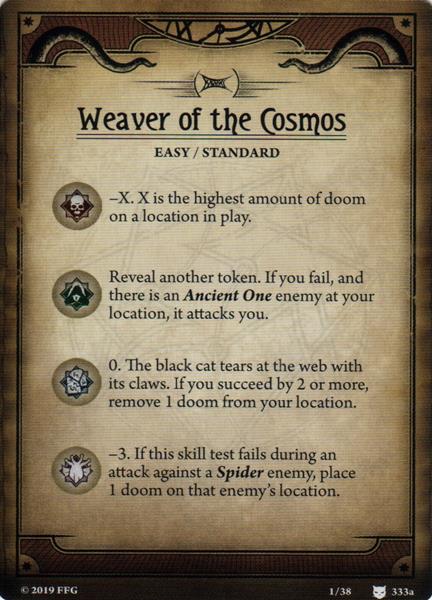 Weaver of the Cosmos
EASY / STANDARD
–X. X is the highest amount of doom
on a location in play.
Reveal another token. If you fail, and
there is an Ancient One enemy at your
location, it attacks you.
0. The black cat tears at the web with
its claws. If you succeed by 2 or more,
remove 1 doom from your location.
–3. If this skill test fails during an
attack against a Spider enemy, place
1 doom on that enemy’s location.
© 2019 FFG
1/38
333a